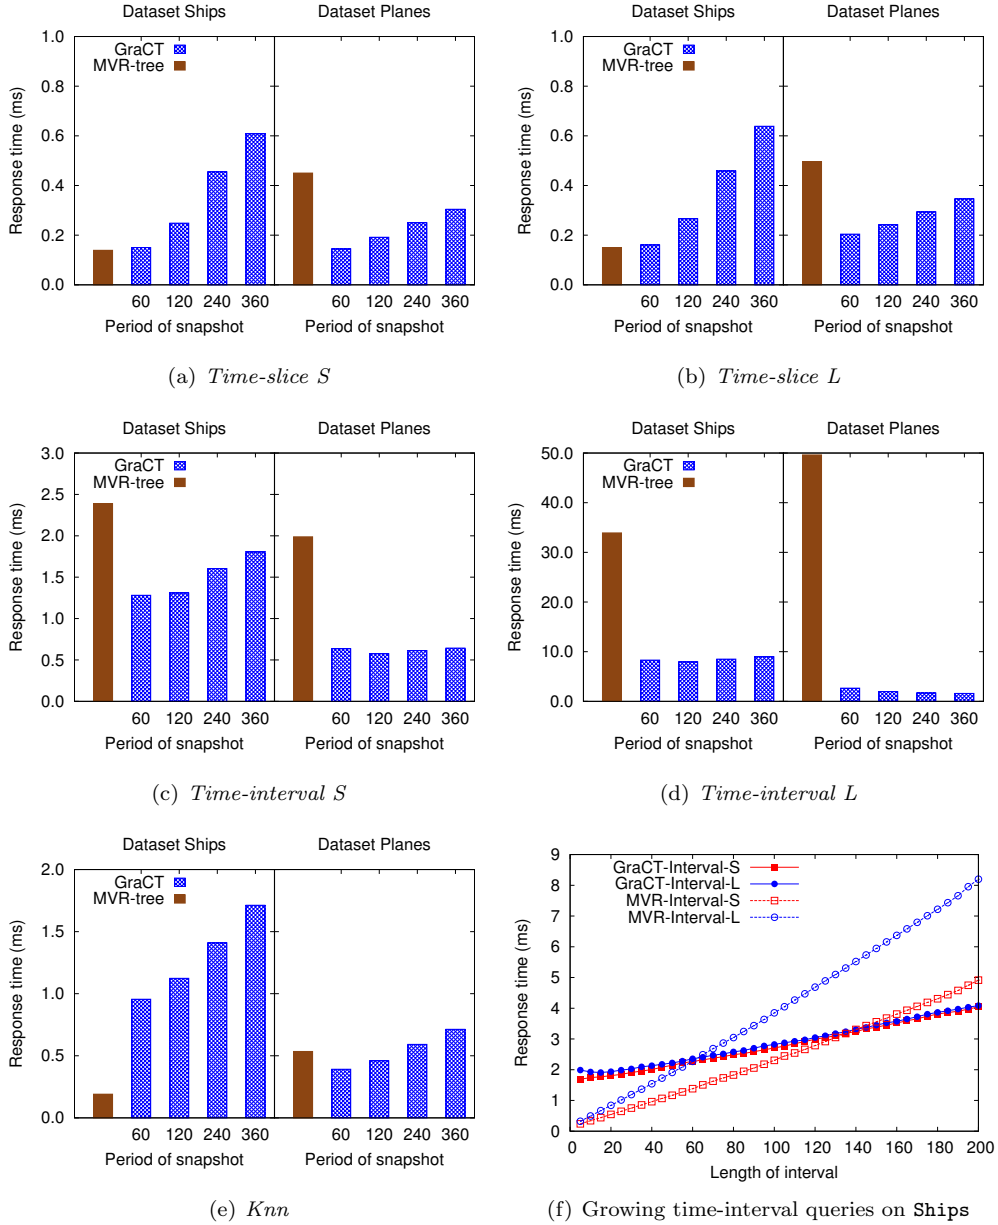 Dataset Ships Dataset Planes
1.0
0.8
0.6
0.4
0.2
0.0
Response time (ms)
GraCT
MVR-tree
60 120 240 360 60 120 240 360
Period of snapshot Period of snapshot
(a) Time-slice S
Dataset Ships Dataset Planes
1.0
0.8
0.6
0.4
0.2
0.0
Response time (ms)
GraCT
MVR-tree
60 120 240 360 60 120 240 360
Period of snapshot Period of snapshot
(b) Time-slice L
Dataset Ships Dataset Planes
3.0
2.5
2.0
1.5
1.0
0.5
0.0
Response time (ms)
GraCT
MVR-tree
60 120 240 360 60 120 240 360
Period of snapshot Period of snapshot
(c) Time-interval S
Dataset Ships Dataset Planes
50.0
40.0
30.0
20.0
10.0
0.0
Response time (ms)
GraCT
MVR-tree
60 120 240 360 60 120 240 360
Period of snapshot Period of snapshot
(d) Time-interval L
Dataset Ships Dataset Planes
2.0
1.5
1.0
0.5
0.0
Response time (ms)
GraCT
MVR-tree
60 120 240 360 60 120 240 360
Period of snapshot Period of snapshot
(e) Knn
9
8
7
6
5
4
3
2
1
0
Response time (ms)
GraCT-Interval-S
GraCT-Interval-L
MVR-Interval-S
MVR-Interval-L
0 20 40 60 80 100 120 140 160 180 200
Length of interval
(f) Growing time-interval queries on Ships